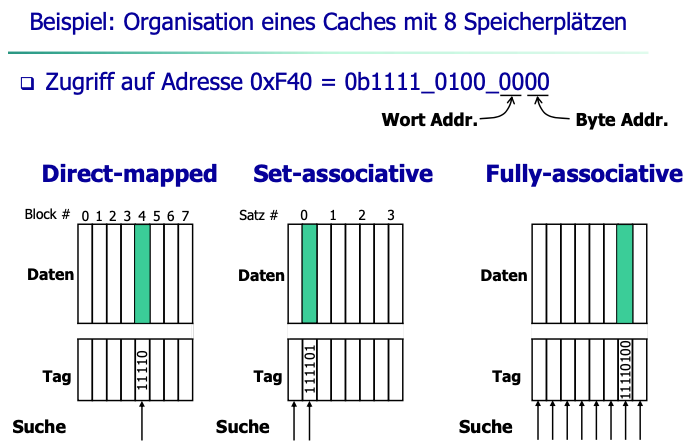 Beispiel: Organisation eines Caches mit 8 Speicherplätzen
Zugriff auf Adresse 0xF40 = 0b1111_0100_0000
Wort Addr. Byte Addr.
Direct-mapped Set-associative Fully-associative
Block # 0 1 2 3 4 5 6 7 Satz # 0 1 2 3
Daten Daten Daten
Tag 11110 Tag 111101 Tag 11110100
Suche Suche Suche